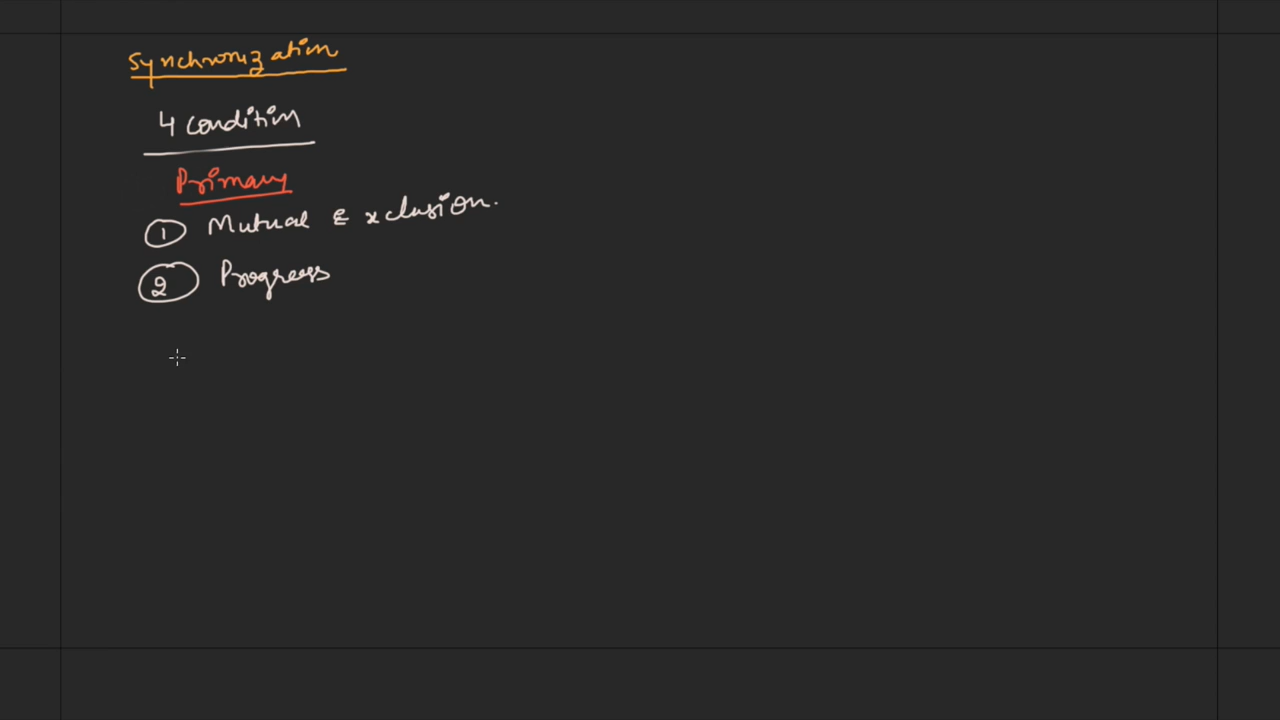 Synchronization
4 condition
Primary
1 Mutual Exclusion.
2 Progress